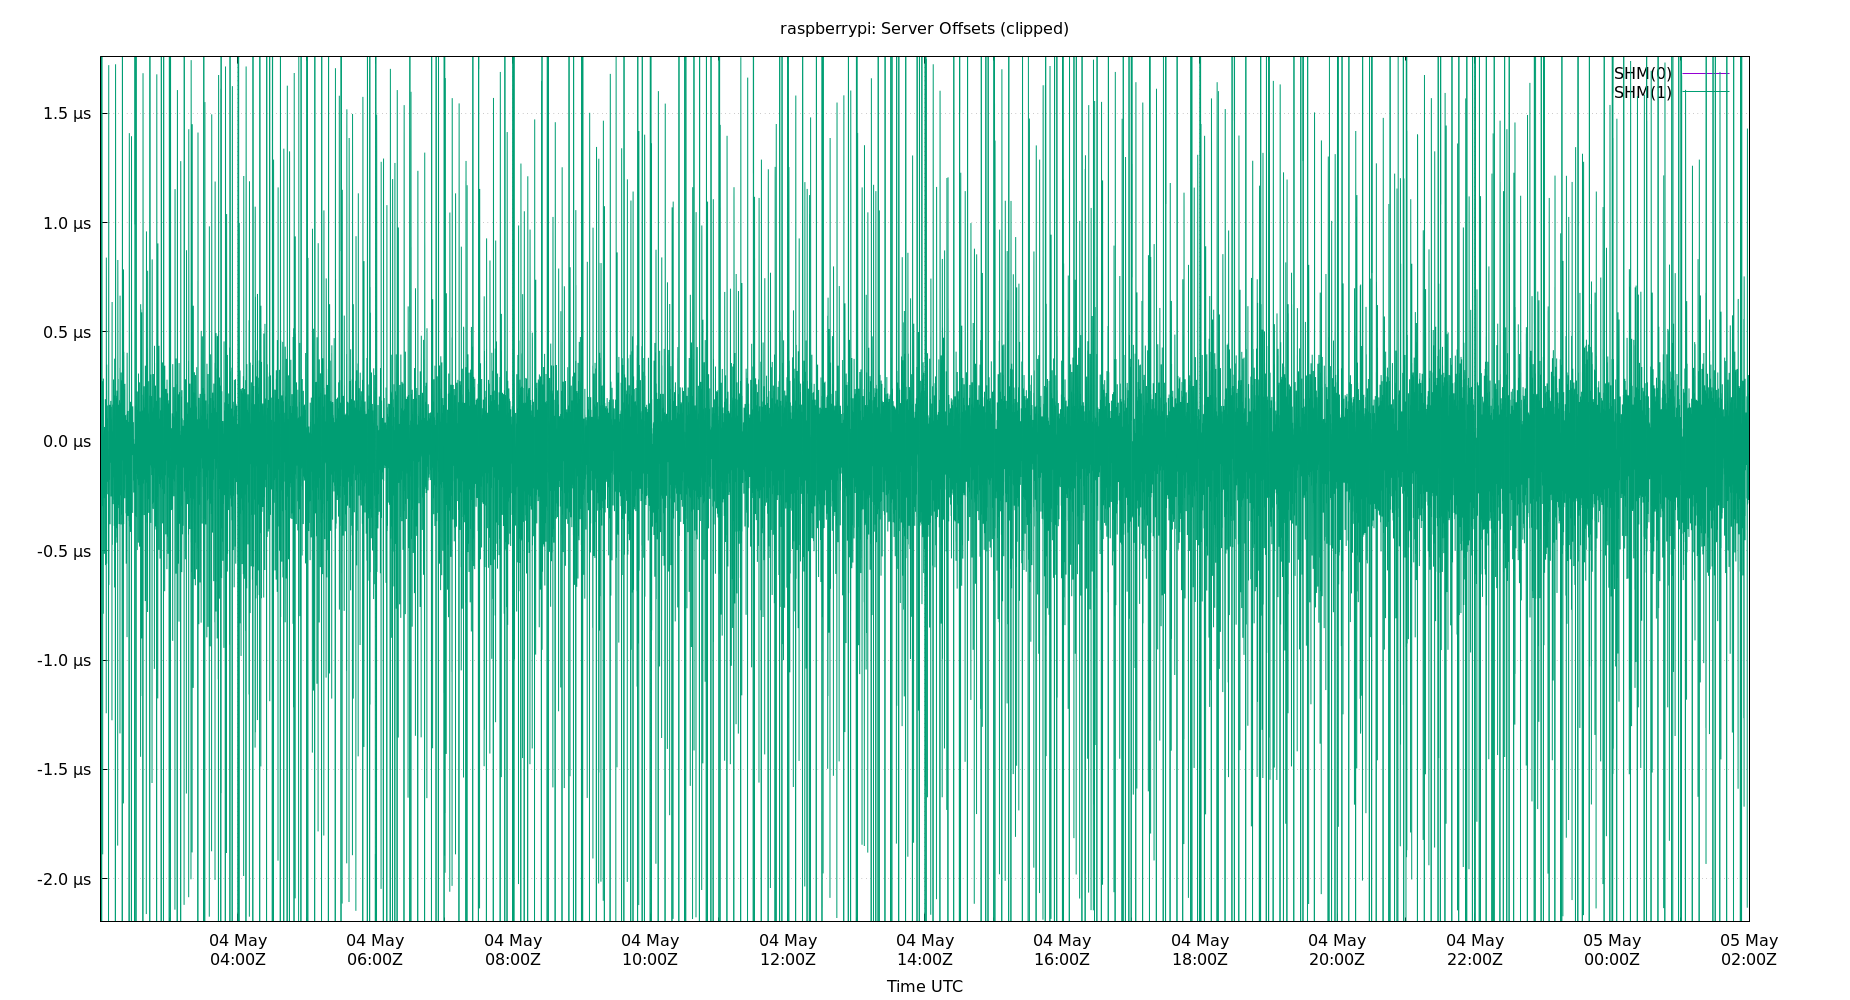 raspberrypi: Server Offsets (clipped)
SHM(0)
SHM(1)
1.5 µs
1.0 µs
0.5 µs
0.0 µs
-0.5 µs
-1.0 µs
-1.5 µs
-2.0 µs
04 May 04 May 04 May 04 May 04 May 04 May 04 May 04 May 04 May 04 May 05 May 05 May
04:00Z 06:00Z 08:00Z 10:00Z 12:00Z 14:00Z 16:00Z 18:00Z 20:00Z 22:00Z 00:00Z 02:00Z
Time UTC